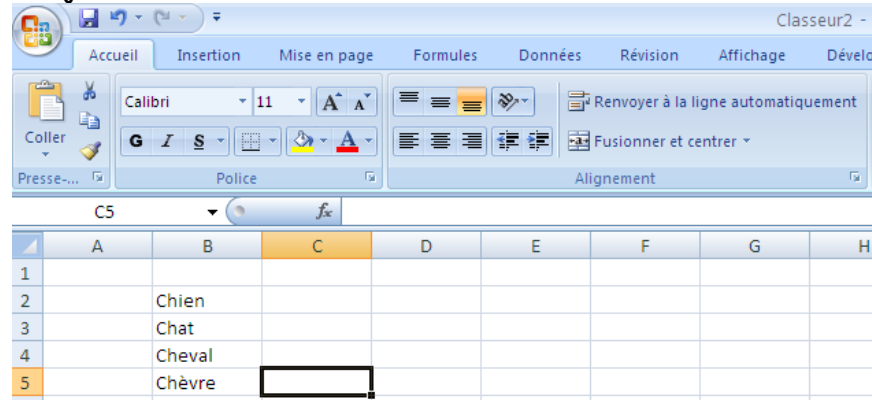 Classeur2 -
Accueil Insertion Mise en page Formules Données Révision Affichage Dévelo
Calibri 11 A A Renvoyer à la ligne automatiquement
Coller G I S A Fusionner et centrer
Presse-... Police Alignement
C5 fx
A B C D E F G H
1
2 Chien
3 Chat
4 Cheval
5 Chèvre